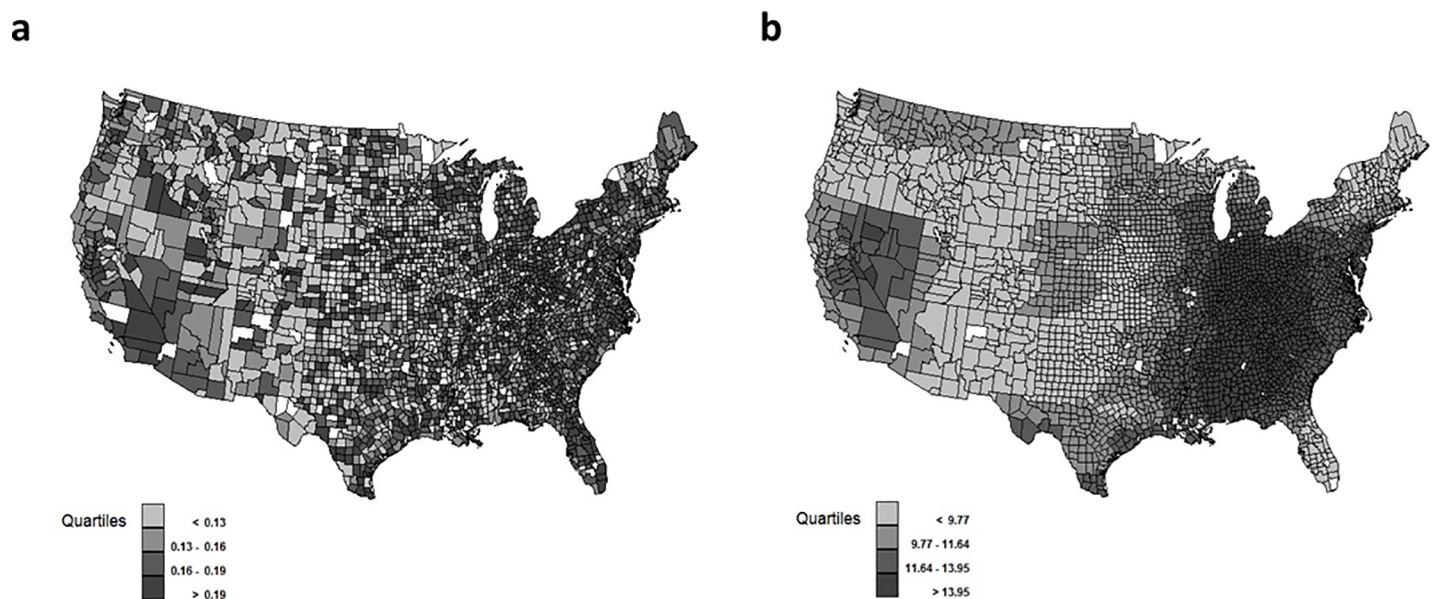 a
b
Quartiles
< 0.13
0.13 - 0.16
0.16 - 0.19
> 0.19
Quartiles
< 9.77
9.77 - 11.64
11.64 - 13.95
> 13.95